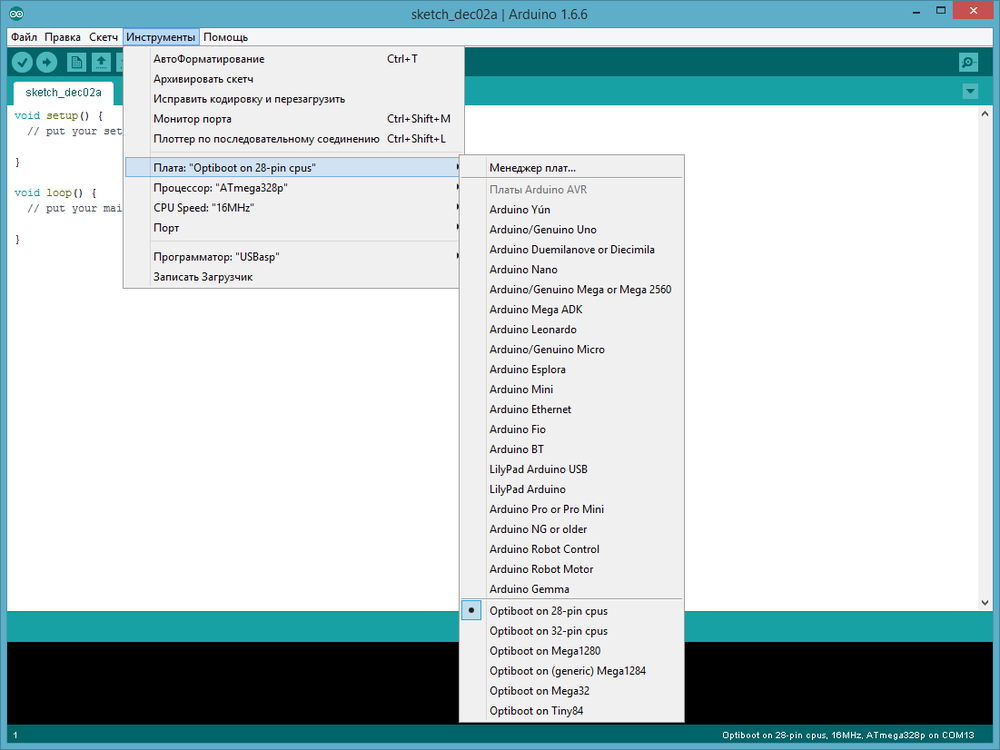 sketch_dec02a | Arduino 1.6.6
Файл Правка Скетч Инструменты Помощь
sketch_dec02a
void setup() {
// put your set
}
void loop() {
// put your mai
}
АвтоФорматирование Ctrl+T
Архивировать скетч
Исправить кодировку и перезагрузить
Монитор порта Ctrl+Shift+M
Плоттер по последовательному соединению Ctrl+Shift+L
Плата: "Optiboot on 28-pin cpus"
Процессор: "ATmega328p"
CPU Speed: "16MHz"
Порт
Программатор: "USBasp"
Записать Загрузчик
Менеджер плат...
Платы Arduino AVR
Arduino Yún
Arduino/Genuino Uno
Arduino Duemilanove or Diecimila
Arduino Nano
Arduino/Genuino Mega or Mega 2560
Arduino Mega ADK
Arduino Leonardo
Arduino/Genuino Micro
Arduino Esplora
Arduino Mini
Arduino Ethernet
Arduino Fio
Arduino BT
LilyPad Arduino USB
LilyPad Arduino
Arduino Pro or Pro Mini
Arduino NG or older
Arduino Robot Control
Arduino Robot Motor
Arduino Gemma
Optiboot on 28-pin cpus
Optiboot on 32-pin cpus
Optiboot on Mega1280
Optiboot on (generic) Mega1284
Optiboot on Mega32
Optiboot on Tiny84
1 Optiboot on 28-pin cpus, 16MHz, ATmega328p on COM13